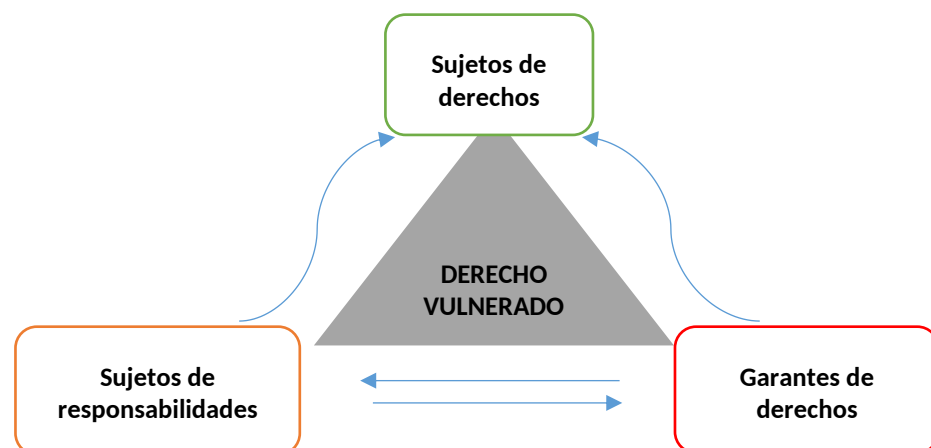 Sujetos de
derechos
DERECHO
VULNERADO
Sujetos de
responsabilidades
Garantes de
derechos